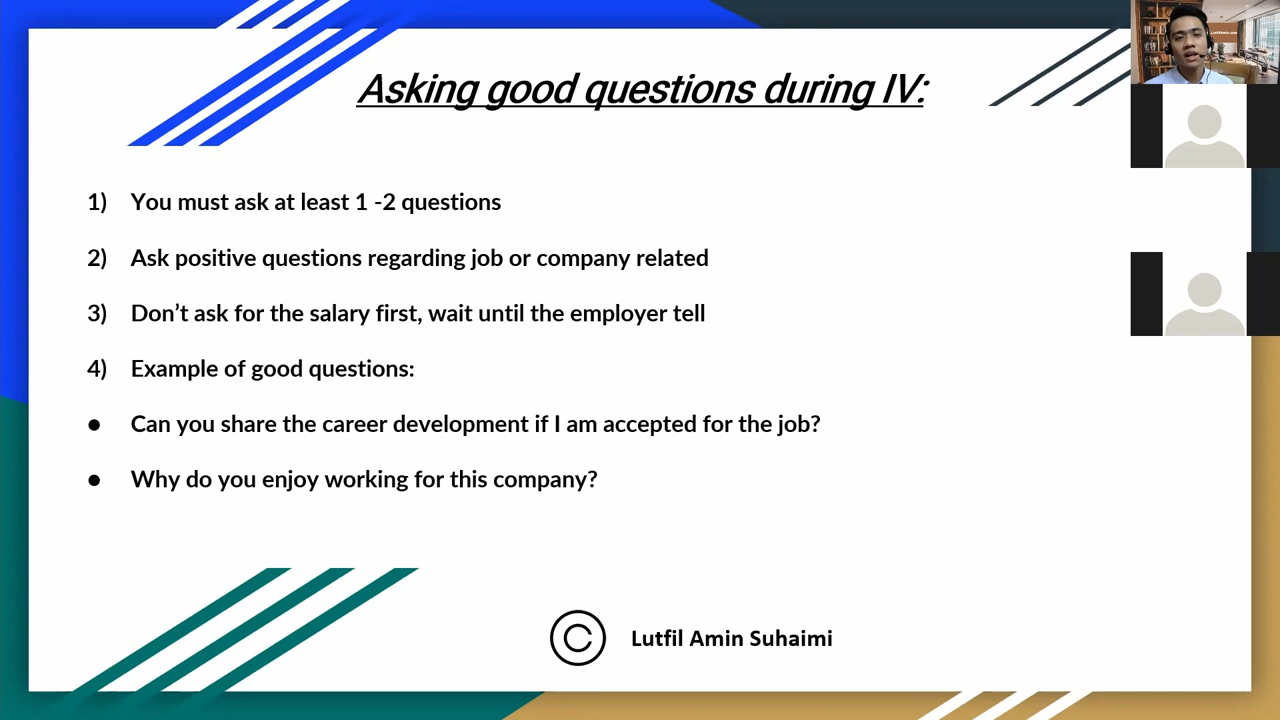 Asking good questions during IV:
1) You must ask at least 1 -2 questions
2) Ask positive questions regarding job or company related
3) Don’t ask for the salary first, wait until the employer tell
4) Example of good questions:
● Can you share the career development if I am accepted for the job?
● Why do you enjoy working for this company?
© Lutfil Amin Suhaimi